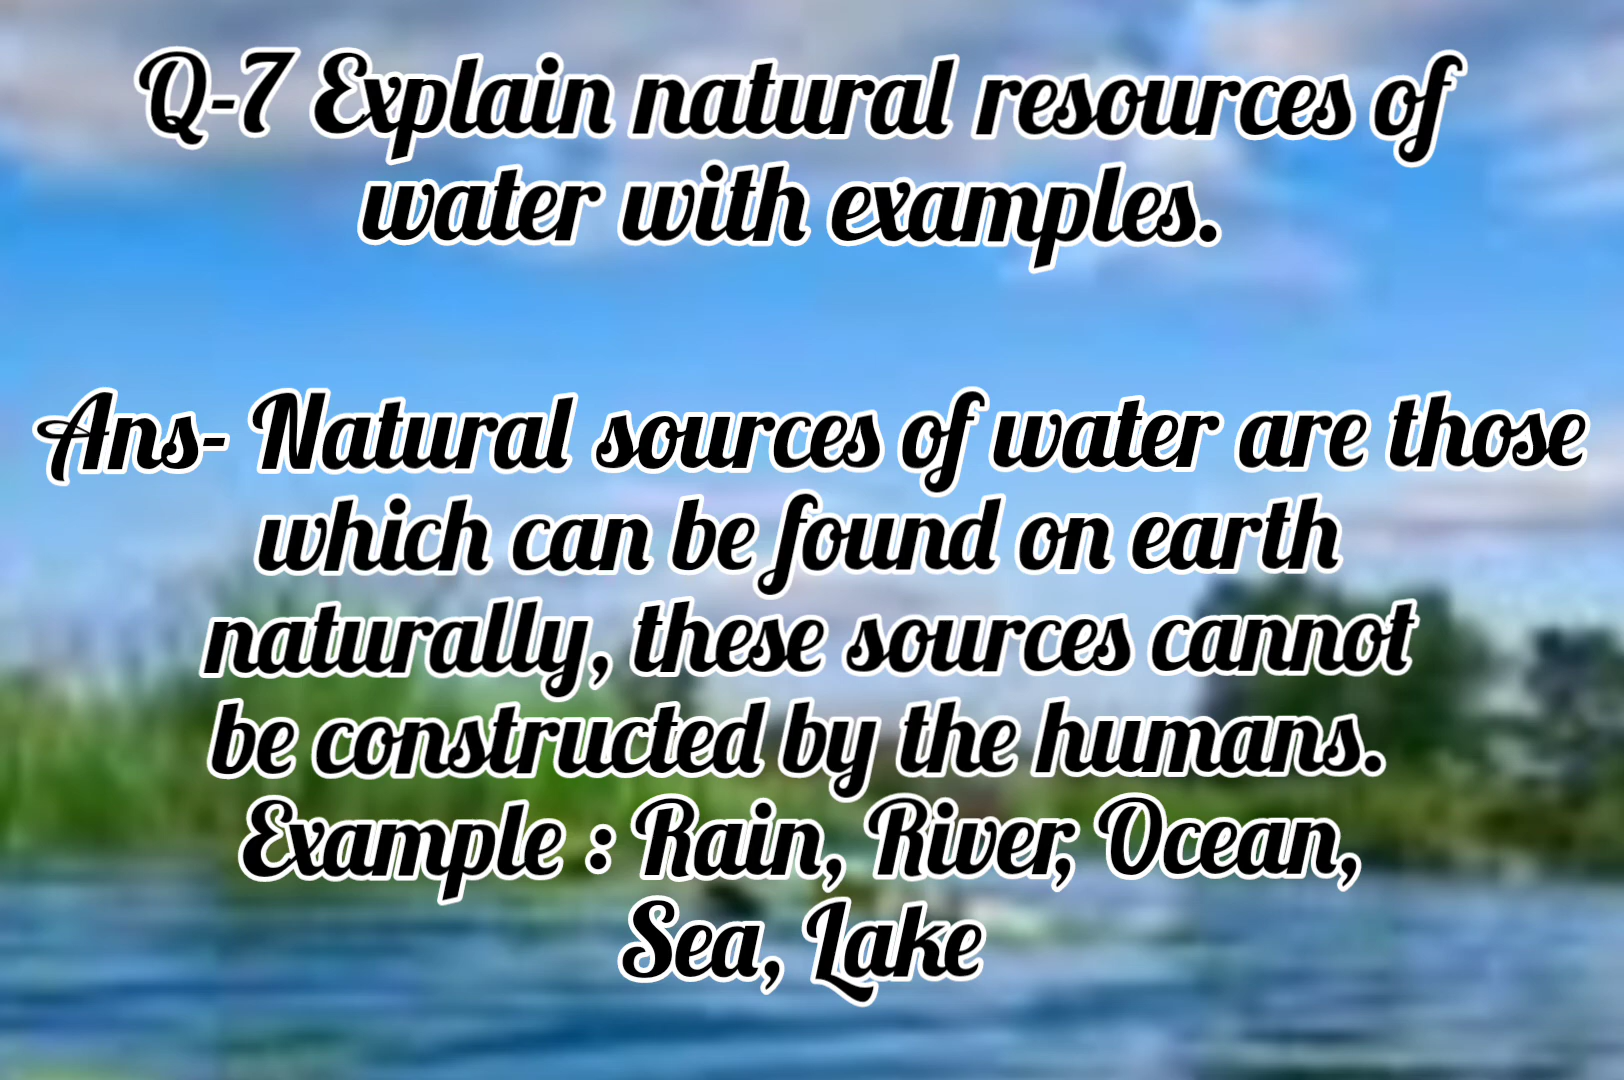 Q-7 Explain natural resources of
water with examples.
Ans- Natural sources of water are those
which can be found on earth
naturally, these sources cannot
be constructed by the humans.
Example : Rain, River, Ocean,
Sea, Lake